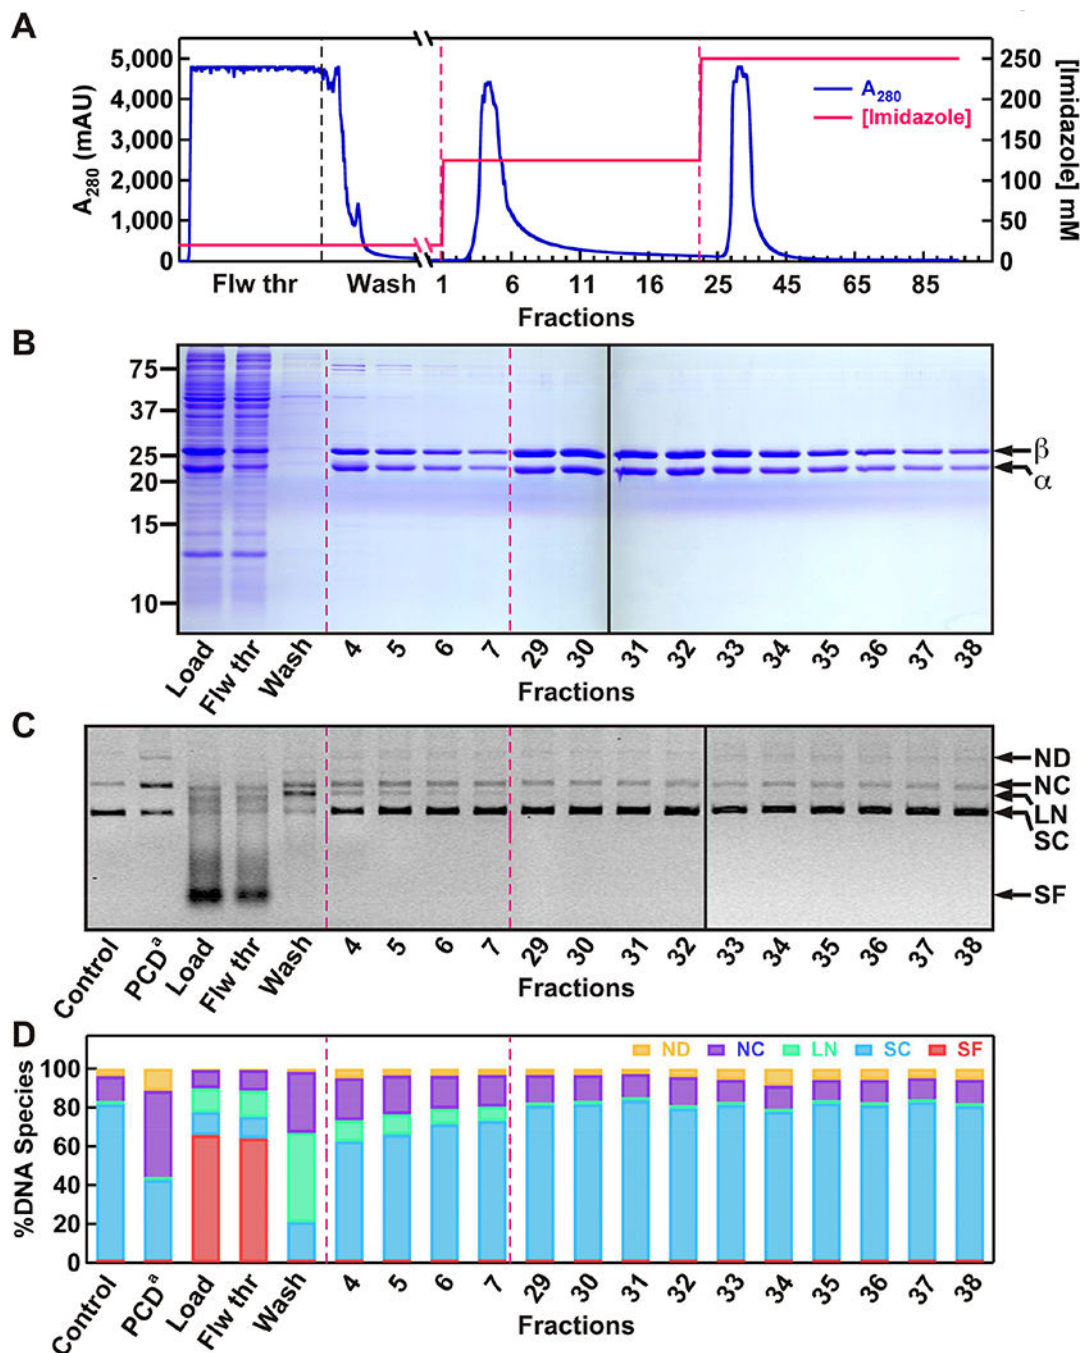 A
5,000
4,000
3,000
2,000
1,000
0
A280 (mAU)
250
200
150
100
50
0
[Imidazole] mM
A280
[Imidazole]
Flw thr Wash 1 6 11 16 25 45 65 85
Fractions
B
75
37
25
20
15
10
β
α
Load Flw thr Wash 4 5 6 7 29 30 31 32 33 34 35 36 37 38
Fractions
C
ND
NC
LN
SC
SF
Control PCDᵃ Load Flw thr Wash 4 5 6 7 29 30 31 32 33 34 35 36 37 38
Fractions
D
ND NC LN SC SF
100
80
60
40
20
0
%DNA Species
Control PCDᵃ Load Flw thr Wash 4 5 6 7 29 30 31 32 33 34 35 36 37 38
Fractions